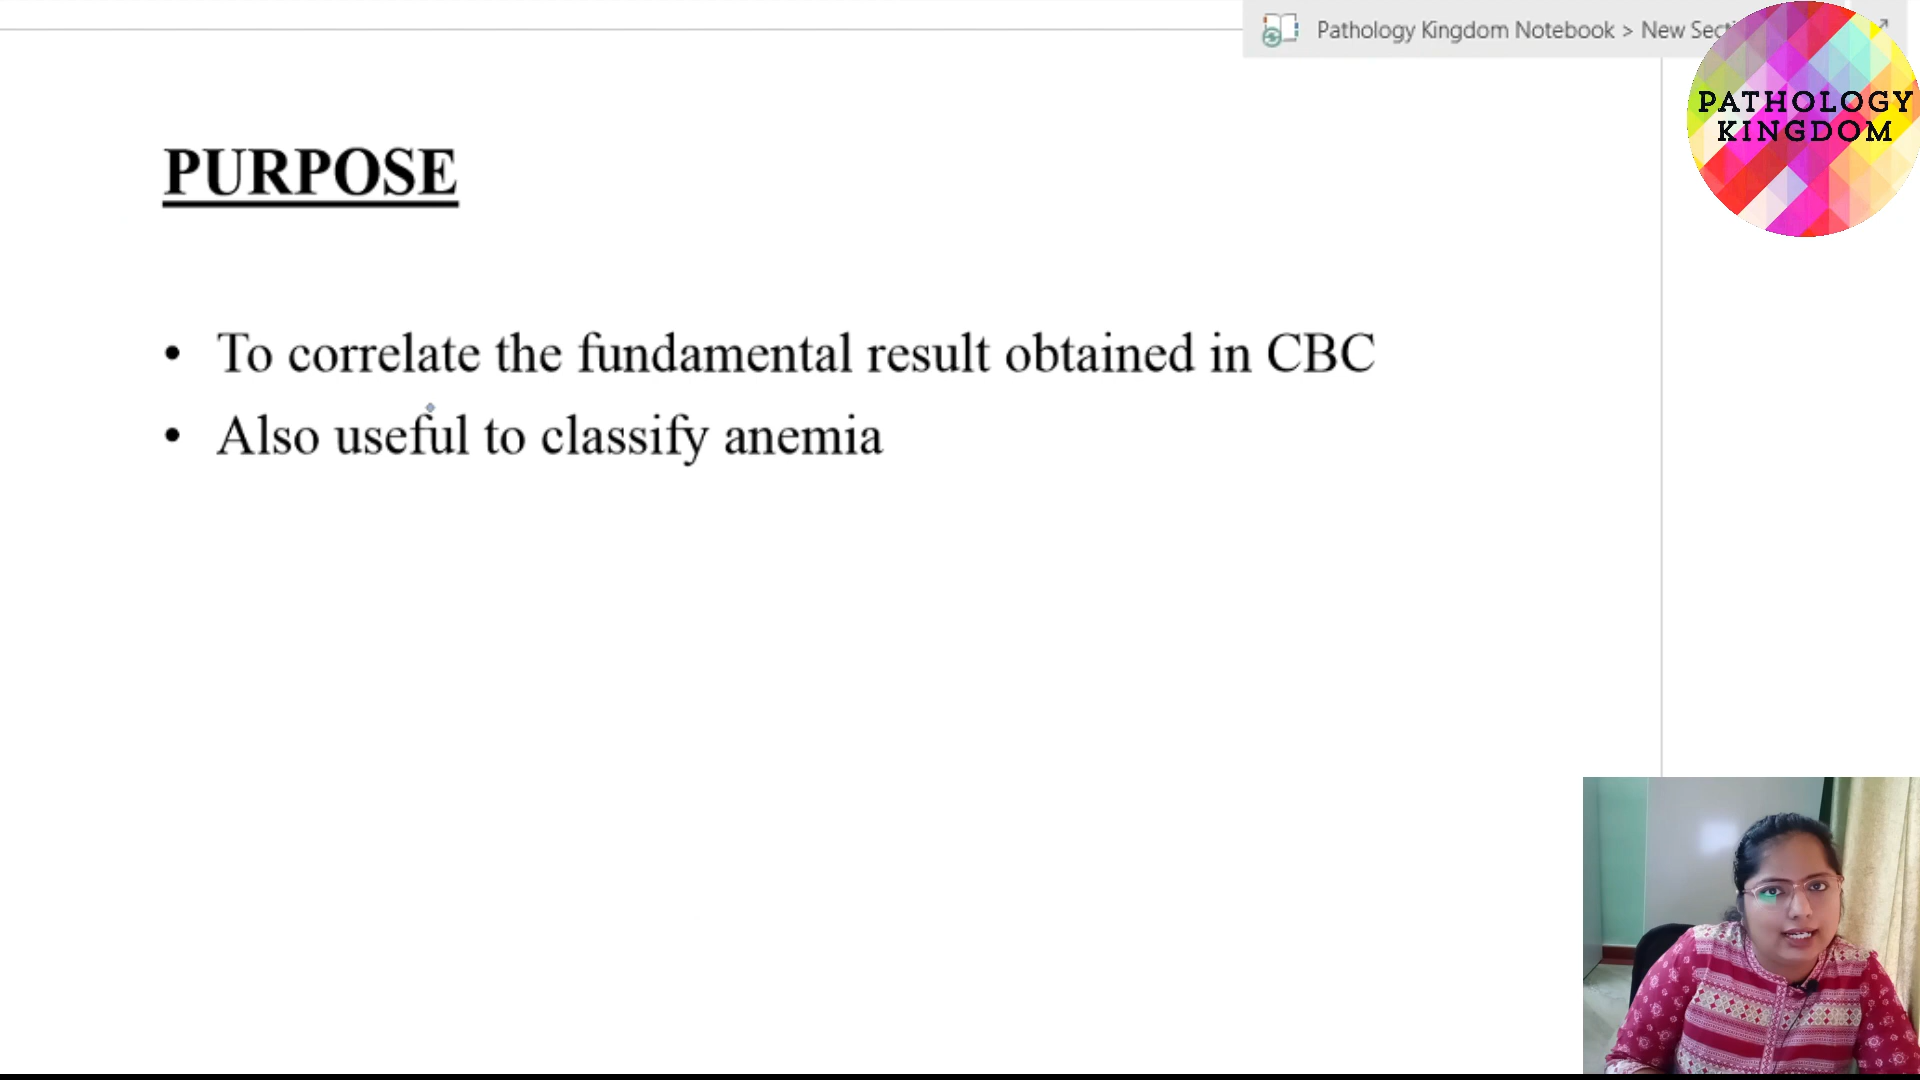 Pathology Kingdom Notebook > New Sec
PATHOLOGY
KINGDOM
PURPOSE
• To correlate the fundamental result obtained in CBC
• Also useful to classify anemia